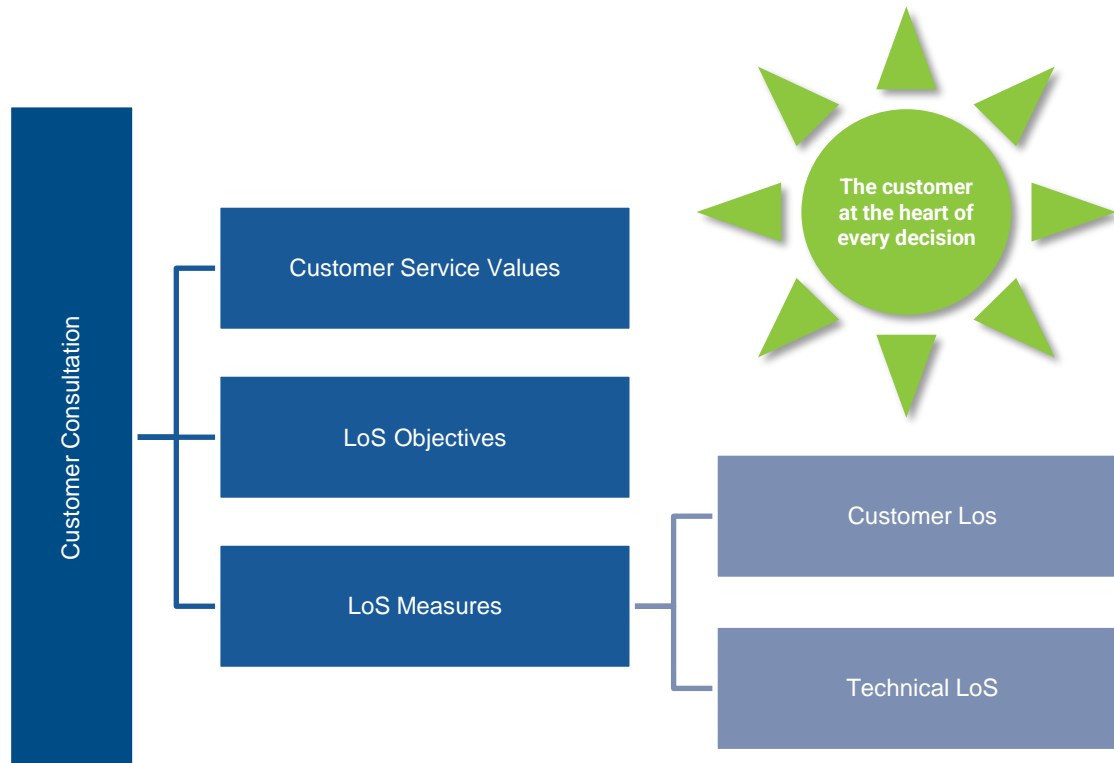 The customer
at the heart of
every decision
Customer Consultation
Customer Service Values
LoS Objectives
LoS Measures
Customer Los
Technical LoS